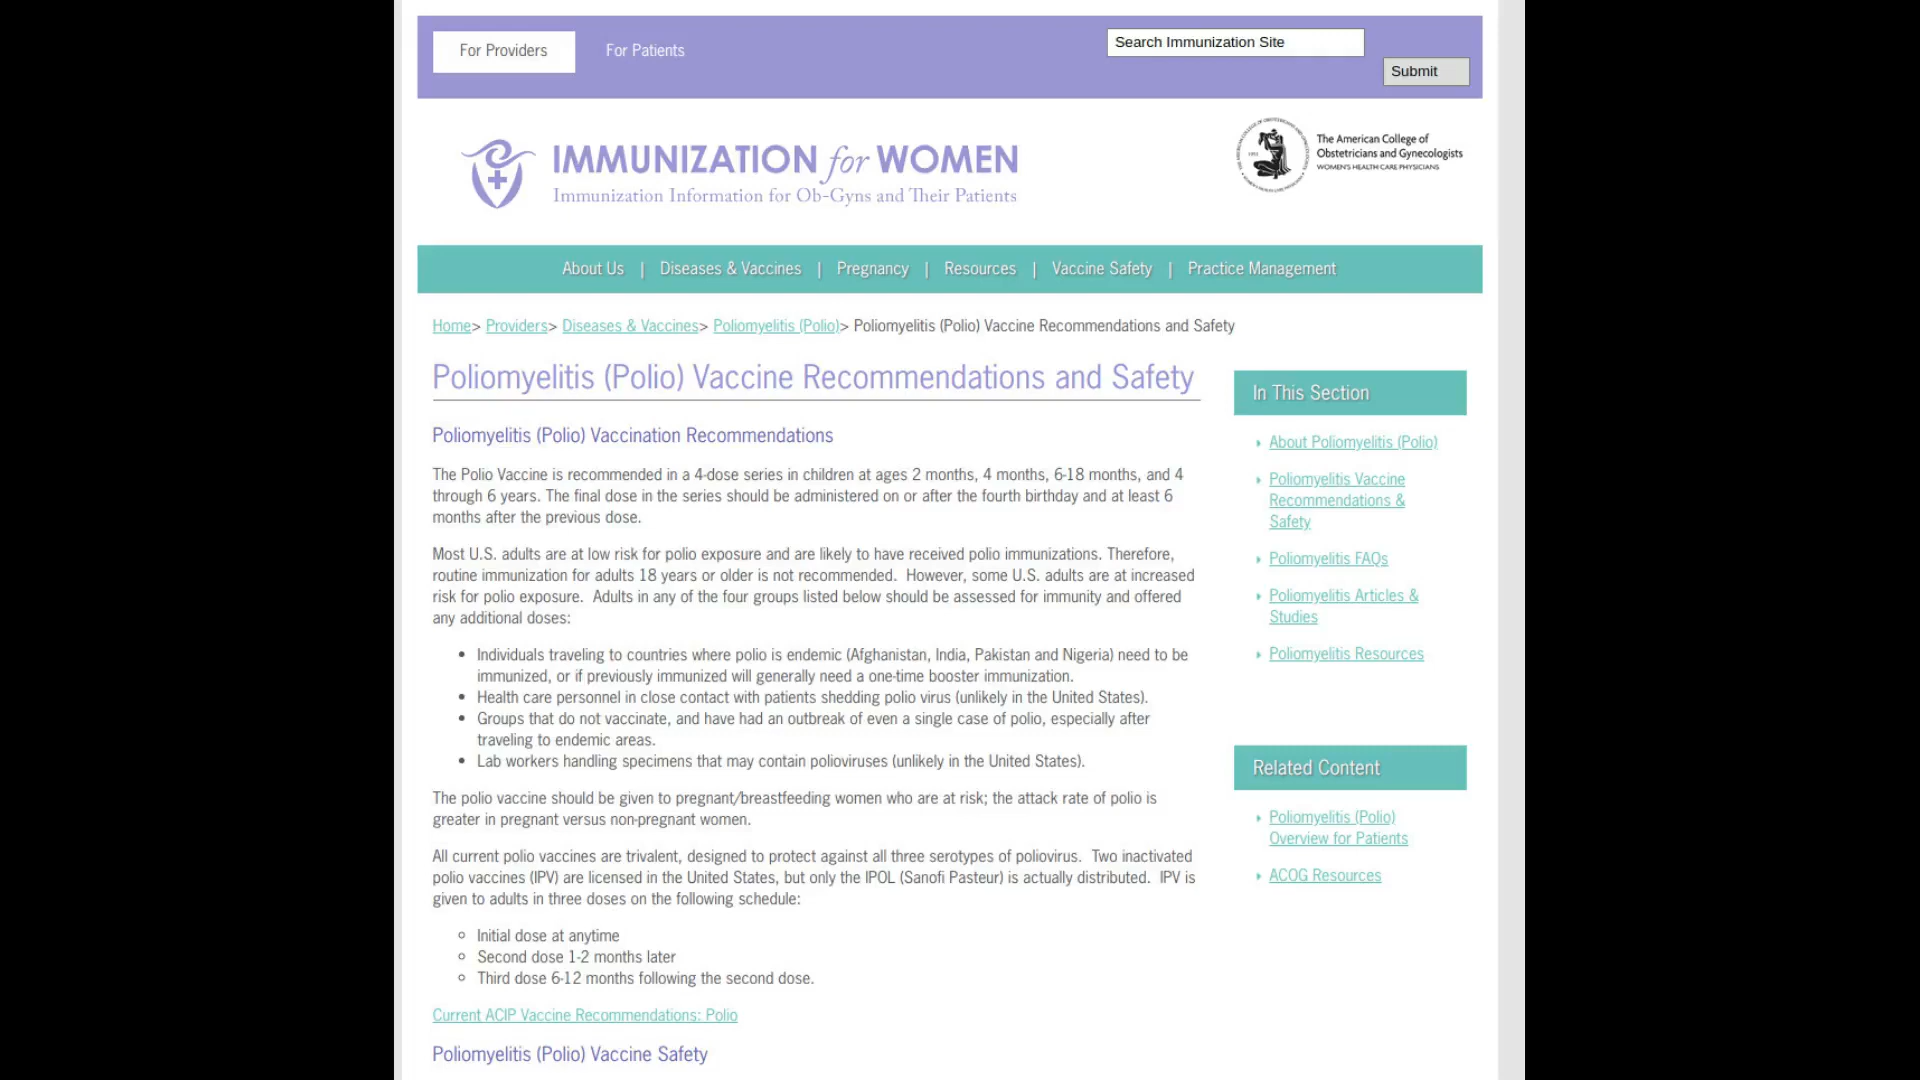 For Providers
For Patients
Search Immunization Site
Submit
IMMUNIZATION for WOMEN
Immunization Information for Ob-Gyns and Their Patients
The American College of
Obstetricians and Gynecologists
WOMEN'S HEALTH CARE PHYSICIANS
About Us | Diseases & Vaccines | Pregnancy | Resources | Vaccine Safety | Practice Management
Home> Providers> Diseases & Vaccines> Poliomyelitis (Polio)> Poliomyelitis (Polio) Vaccine Recommendations and Safety
Poliomyelitis (Polio) Vaccine Recommendations and Safety
Poliomyelitis (Polio) Vaccination Recommendations
The Polio Vaccine is recommended in a 4-dose series in children at ages 2 months, 4 months, 6-18 months, and 4
through 6 years. The final dose in the series should be administered on or after the fourth birthday and at least 6
months after the previous dose.
Most U.S. adults are at low risk for polio exposure and are likely to have received polio immunizations. Therefore,
routine immunization for adults 18 years or older is not recommended. However, some U.S. adults are at increased
risk for polio exposure. Adults in any of the four groups listed below should be assessed for immunity and offered
any additional doses:
• Individuals traveling to countries where polio is endemic (Afghanistan, India, Pakistan and Nigeria) need to be
immunized, or if previously immunized will generally need a one-time booster immunization.
• Health care personnel in close contact with patients shedding polio virus (unlikely in the United States).
• Groups that do not vaccinate, and have had an outbreak of even a single case of polio, especially after
traveling to endemic areas.
• Lab workers handling specimens that may contain polioviruses (unlikely in the United States).
The polio vaccine should be given to pregnant/breastfeeding women who are at risk; the attack rate of polio is
greater in pregnant versus non-pregnant women.
All current polio vaccines are trivalent, designed to protect against all three serotypes of poliovirus. Two inactivated
polio vaccines (IPV) are licensed in the United States, but only the IPOL (Sanofi Pasteur) is actually distributed. IPV is
given to adults in three doses on the following schedule:
◦ Initial dose at anytime
◦ Second dose 1-2 months later
◦ Third dose 6-12 months following the second dose.
Current ACIP Vaccine Recommendations: Polio
Poliomyelitis (Polio) Vaccine Safety
In This Section
About Poliomyelitis (Polio)
Poliomyelitis Vaccine
Recommendations &
Safety
Poliomyelitis FAQs
Poliomyelitis Articles &
Studies
Poliomyelitis Resources
Related Content
Poliomyelitis (Polio)
Overview for Patients
ACOG Resources